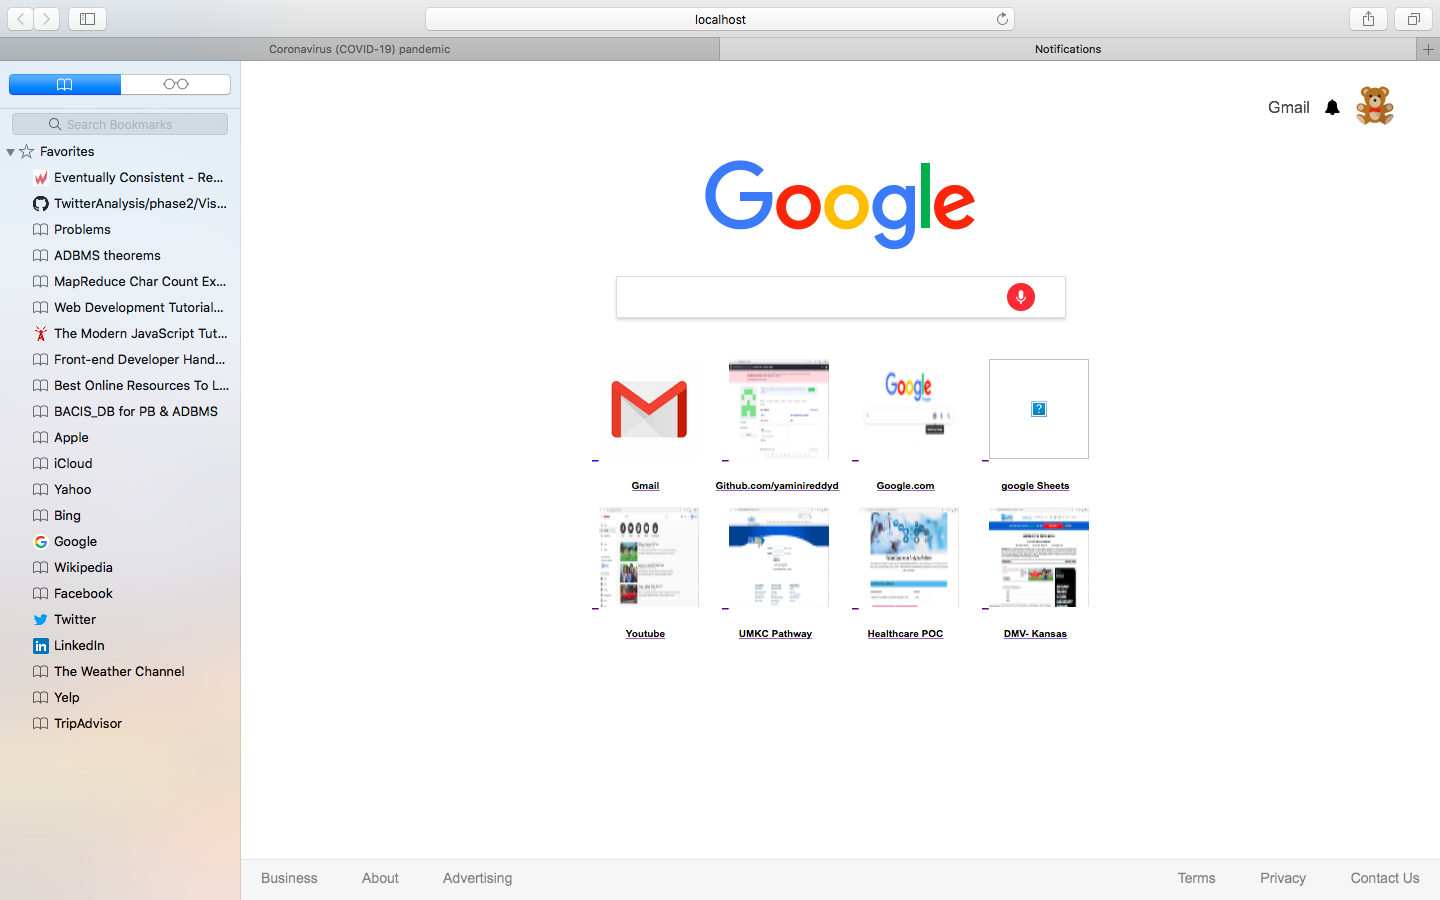 localhost
Coronavirus (COVID-19) pandemic
Notifications
Search Bookmarks
Favorites
Eventually Consistent - Re...
TwitterAnalysis/phase2/Vis...
Problems
ADBMS theorems
MapReduce Char Count Ex...
Web Development Tutorial...
The Modern JavaScript Tut...
Front-end Developer Hand...
Best Online Resources To L...
BACIS_DB for PB & ADBMS
Apple
iCloud
Yahoo
Bing
Google
Wikipedia
Facebook
Twitter
LinkedIn
The Weather Channel
Yelp
TripAdvisor
Gmail
Google
Google
Gmail
Github.com/yaminireddyd
Google.com
google Sheets
Youtube
UMKC Pathway
Healthcare POC
DMV- Kansas
Business
About
Advertising
Terms
Privacy
Contact Us